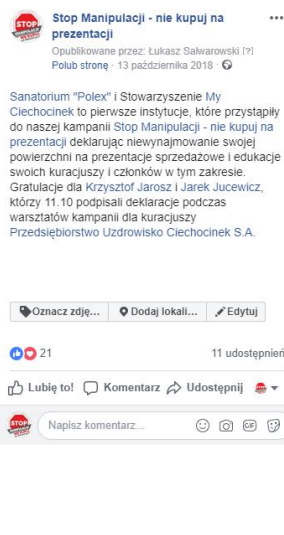 Stop Manipulacji - nie kupuj na
prezentacji
Opublikowane przez: Łukasz Salwarowski [?]
Polub stronę · 13 października 2018 ·
Sanatorium "Polex" i Stowarzyszenie My
Ciechocinek to pierwsze instytucje, które przystąpiły
do naszej kampanii Stop Manipulacji - nie kupuj na
prezentacji deklarując niewynajmowanie swojej
powierzchni na prezentacje sprzedażowe i edukacje
swoich kuracjuszy i członków w tym zakresie.
Gratulacje dla Krzysztof Jarosz i Jarek Jucewicz,
którzy 11.10 podpisali deklaracje podczas
warsztatów kampanii dla kuracjuszy
Przedsiębiorstwo Uzdrowisko Ciechocinek S.A.
Oznacz zdję... Dodaj lokali... Edytuj
21 11 udostępnień
Lubię to! Komentarz Udostępnij
Napisz komentarz... GIF